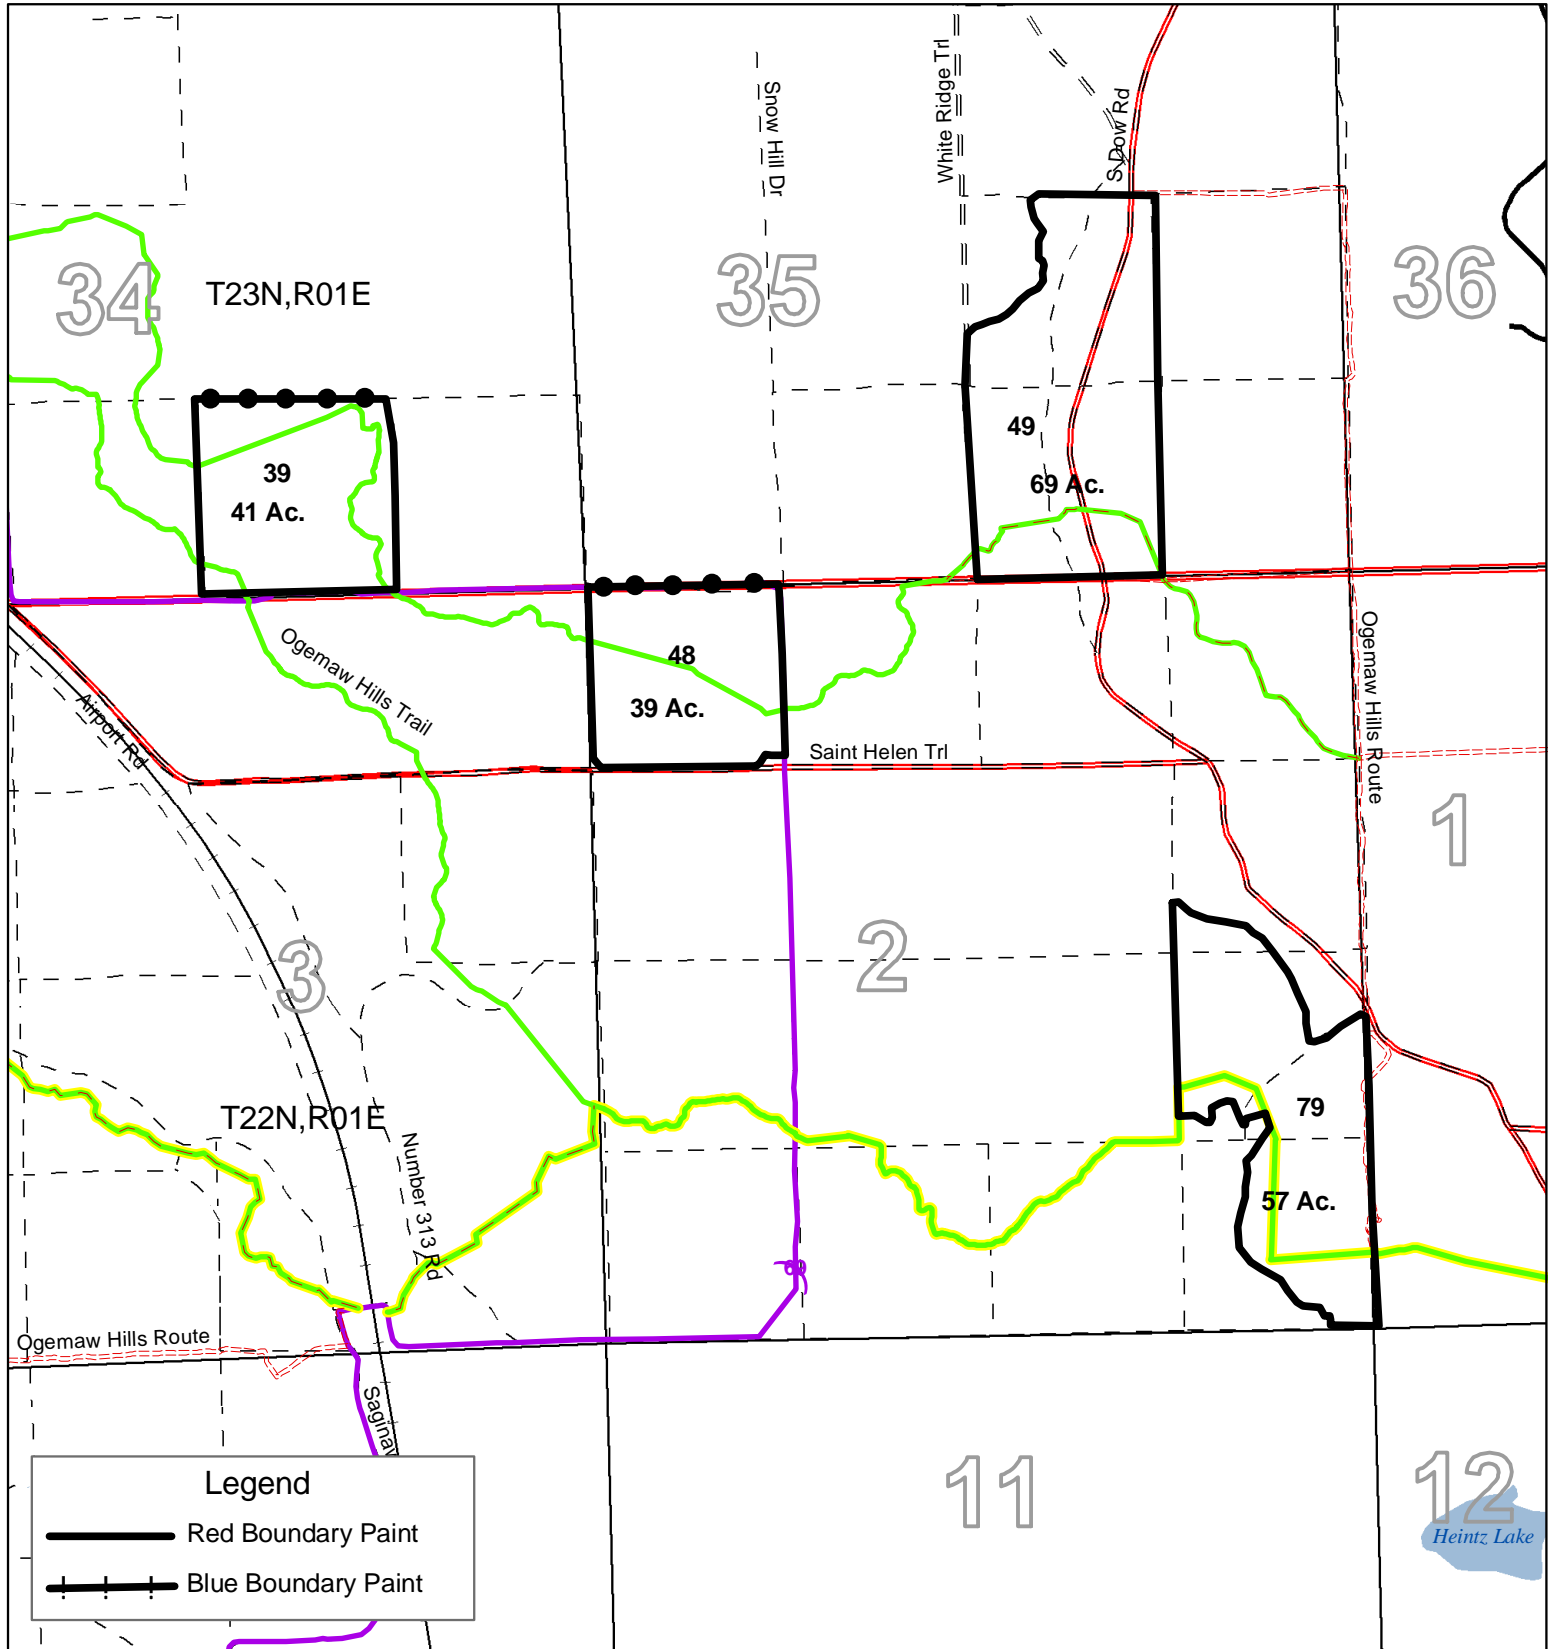 Snow Hill Dr
White Ridge Trl
S Dow Rd
34
T23N,R01E
35
36
49
69 Ac.
39
41 Ac.
48
39 Ac.
Ogemaw Hills Trail
Airport Rd
Saint Helen Trl
Ogemaw Hills Route
1
2
3
T22N,R01E
Number 313 Rd
79
57 Ac.
Ogemaw Hills Route
11
12
Heintz Lake
Legend
Red Boundary Paint
Blue Boundary Paint